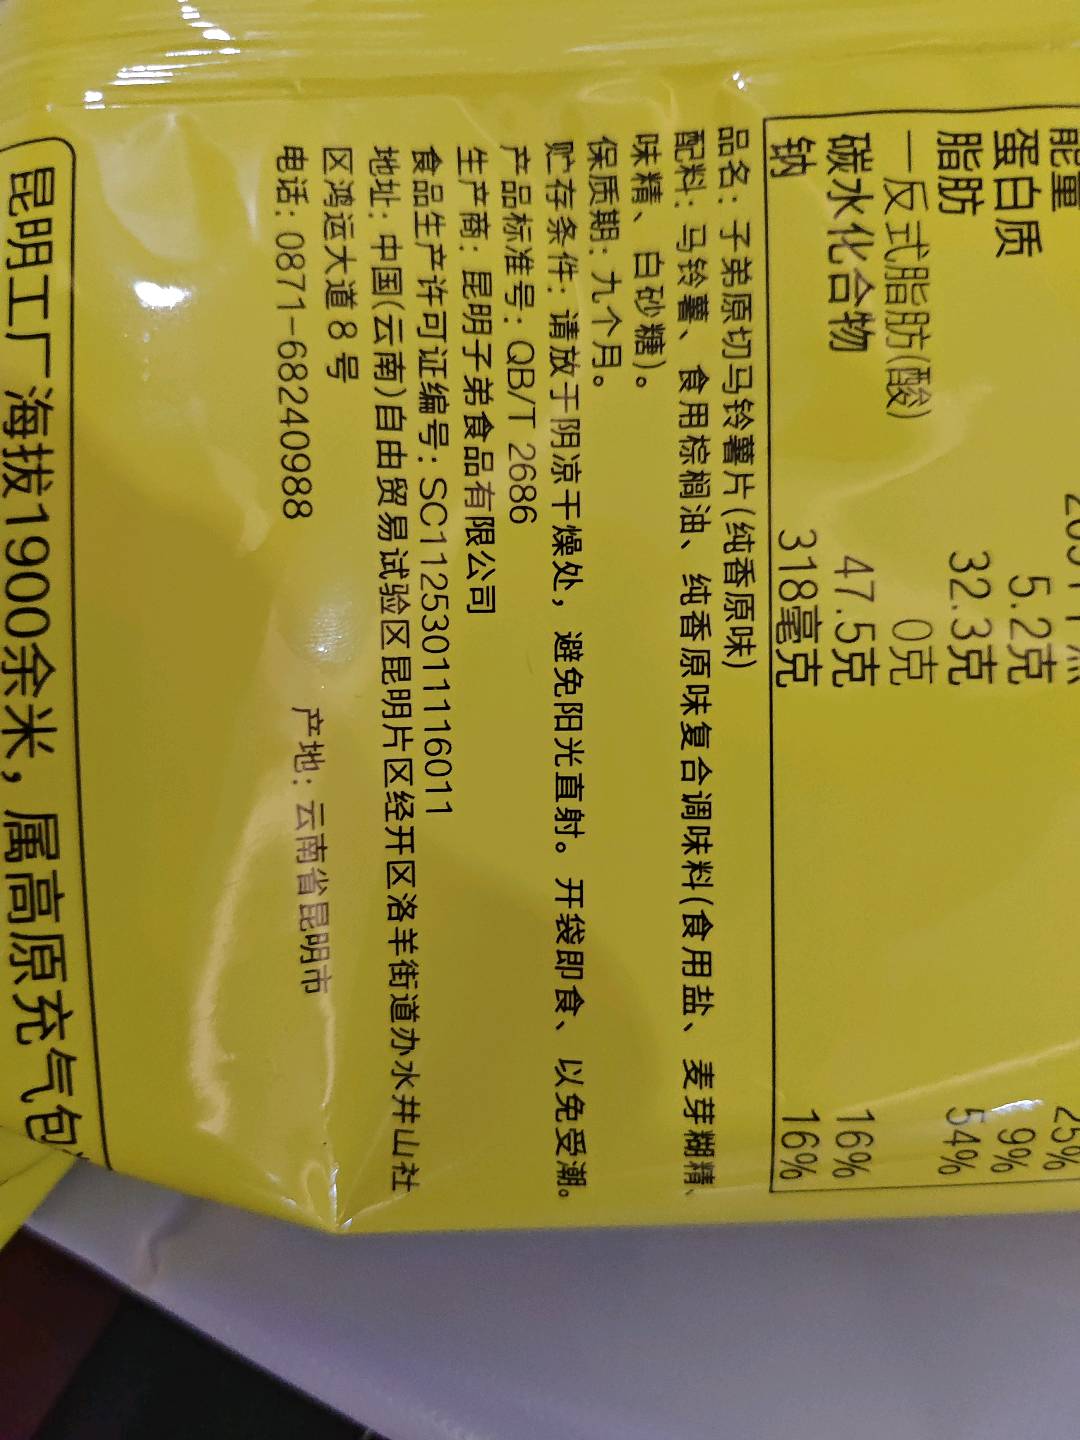 能量 25%
蛋白质 5.2克 9%
脂肪 32.3克 54%
一反式脂肪(酸) 0克
碳水化合物 47.5克 16%
钠 318毫克 16%
品名：子弟原切马铃薯片(纯香原味)
配料：马铃薯、食用棕榈油、纯香原味复合调味料(食用盐、麦芽糊精、
味精、白砂糖)。
保质期：九个月。
贮存条件：请放于阴凉干燥处，避免阳光直射。开袋即食、以免受潮。
产品标准号：QB/T 2686
生产商：昆明子弟食品有限公司
食品生产许可证编号：SC11253011116011
地址：中国(云南)自由贸易试验区昆明片区经开区洛羊街道办水井山社
区鸿运大道8号
电话：0871-68240988 产地：云南省昆明市
昆明工厂海拔1900余米，属高原充气包